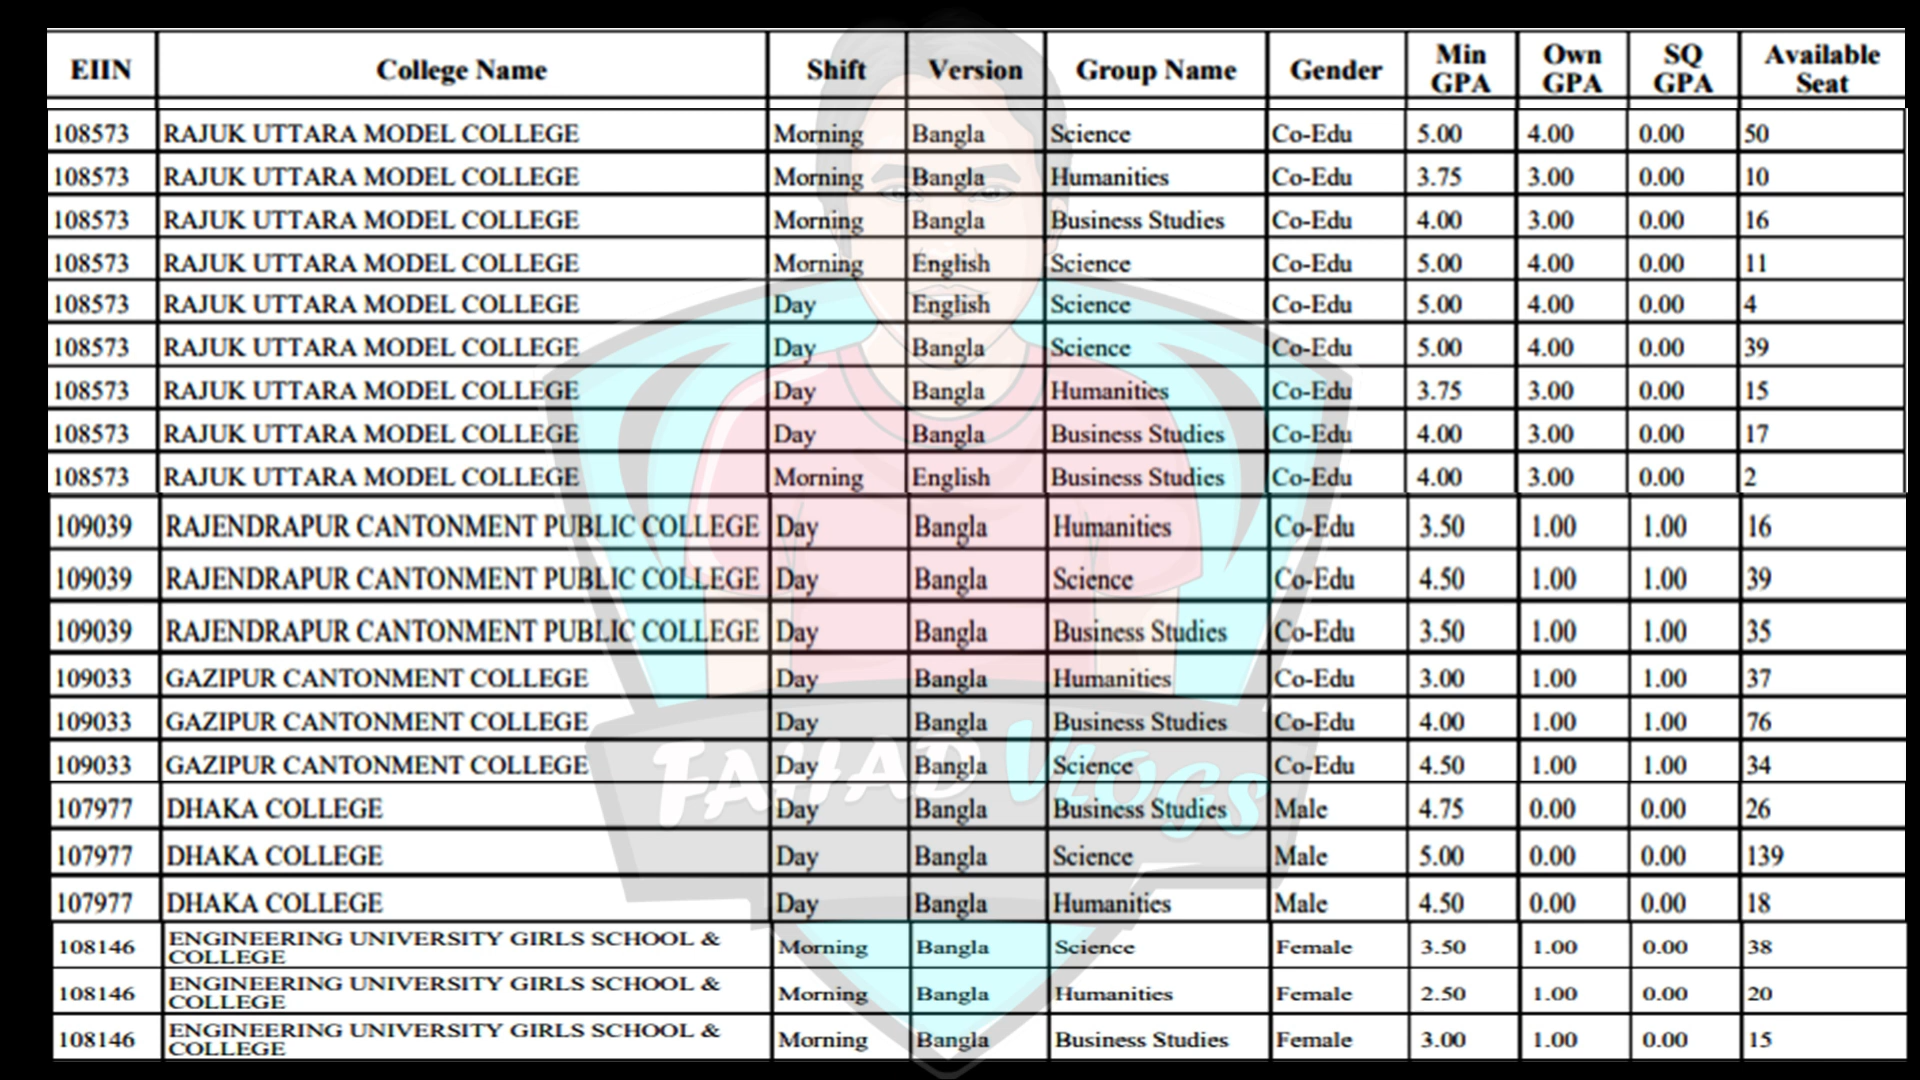 EIIN College Name Shift Version Group Name Gender Min GPA Own GPA SQ GPA Available Seat
108573 RAJUK UTTARA MODEL COLLEGE Morning Bangla Science Co-Edu 5.00 4.00 0.00 50
108573 RAJUK UTTARA MODEL COLLEGE Morning Bangla Humanities Co-Edu 3.75 3.00 0.00 10
108573 RAJUK UTTARA MODEL COLLEGE Morning Bangla Business Studies Co-Edu 4.00 3.00 0.00 16
108573 RAJUK UTTARA MODEL COLLEGE Morning English Science Co-Edu 5.00 4.00 0.00 11
108573 RAJUK UTTARA MODEL COLLEGE Day English Science Co-Edu 5.00 4.00 0.00 4
108573 RAJUK UTTARA MODEL COLLEGE Day Bangla Science Co-Edu 5.00 4.00 0.00 39
108573 RAJUK UTTARA MODEL COLLEGE Day Bangla Humanities Co-Edu 3.75 3.00 0.00 15
108573 RAJUK UTTARA MODEL COLLEGE Day Bangla Business Studies Co-Edu 4.00 3.00 0.00 17
108573 RAJUK UTTARA MODEL COLLEGE Morning English Business Studies Co-Edu 4.00 3.00 0.00 2
109039 RAJENDRAPUR CANTONMENT PUBLIC COLLEGE Day Bangla Humanities Co-Edu 3.50 1.00 1.00 16
109039 RAJENDRAPUR CANTONMENT PUBLIC COLLEGE Day Bangla Science Co-Edu 4.50 1.00 1.00 39
109039 RAJENDRAPUR CANTONMENT PUBLIC COLLEGE Day Bangla Business Studies Co-Edu 3.50 1.00 1.00 35
109033 GAZIPUR CANTONMENT COLLEGE Day Bangla Humanities Co-Edu 3.00 1.00 1.00 37
109033 GAZIPUR CANTONMENT COLLEGE Day Bangla Business Studies Co-Edu 4.00 1.00 1.00 76
109033 GAZIPUR CANTONMENT COLLEGE Day Bangla Science Co-Edu 4.50 1.00 1.00 34
FAHAD VLOGS
107977 DHAKA COLLEGE Day Bangla Business Studies Male 4.75 0.00 0.00 26
107977 DHAKA COLLEGE Day Bangla Science Male 5.00 0.00 0.00 139
107977 DHAKA COLLEGE Day Bangla Humanities Male 4.50 0.00 0.00 18
108146 ENGINEERING UNIVERSITY GIRLS SCHOOL & COLLEGE Morning Bangla Science Female 3.50 1.00 0.00 38
108146 ENGINEERING UNIVERSITY GIRLS SCHOOL & COLLEGE Morning Bangla Humanities Female 2.50 1.00 0.00 20
108146 ENGINEERING UNIVERSITY GIRLS SCHOOL & COLLEGE Morning Bangla Business Studies Female 3.00 1.00 0.00 15